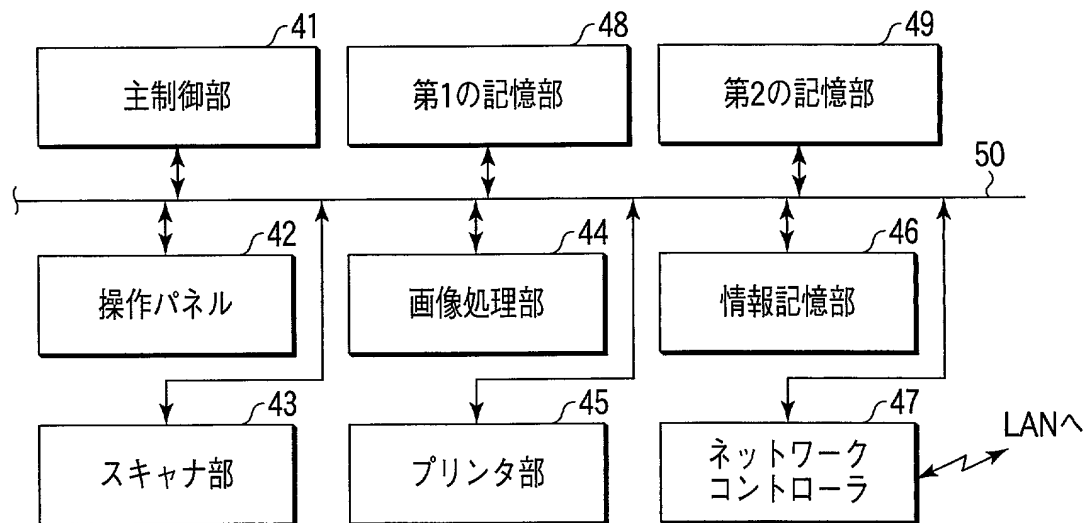 41
主制御部
48
第1の記憶部
49
第2の記憶部
50
42
操作パネル
44
画像処理部
46
情報記憶部
43
スキャナ部
45
プリンタ部
47
ネットワーク
コントローラ
LANへ